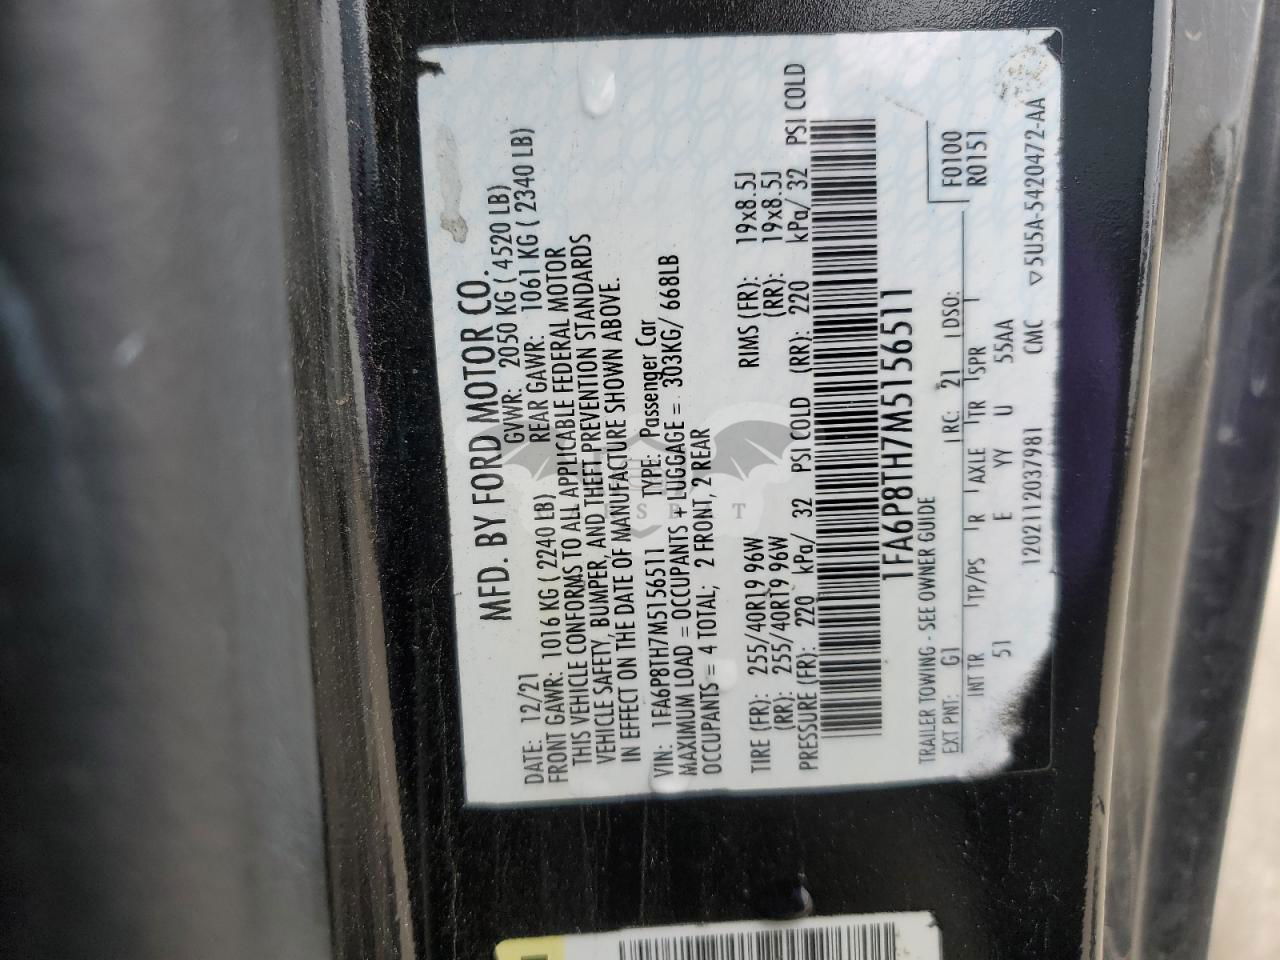 MFD. BY FORD MOTOR CO.
DATE: 12/21 GVWR: 2050 KG ( 4520 LB)
FRONT GAWR: 1016 KG ( 2240 LB) REAR GAWR: 1061 KG ( 2340 LB)
THIS VEHICLE CONFORMS TO ALL APPLICABLE FEDERAL MOTOR
VEHICLE SAFETY, BUMPER, AND THEFT PREVENTION STANDARDS
IN EFFECT ON THE DATE OF MANUFACTURE SHOWN ABOVE.
VIN: 1FA6P8TH7M5156511 TYPE: Passenger Car
MAXIMUM LOAD = OCCUPANTS + LUGGAGE = 303KG/ 668LB
OCCUPANTS = 4 TOTAL; 2 FRONT, 2 REAR
TIRE (FR): 255/40R19 96W RIMS (FR): 19x8.5J
(RR): 255/40R19 96W (RR): 19x8.5J
PRESSURE (FR): 220 kPa/ 32 PSI COLD (RR): 220 kPa/ 32 PSI COLD
1FA6P8TH7M5156511
TRAILER TOWING - SEE OWNER GUIDE F0100
EXT PNT: G1 RC: 21 DSO: R0151
INT TR TP/PS R AXLE TR SPR
51 E YY U 55AA
1202112037981 CMC ▽5U5A-5420472-AA